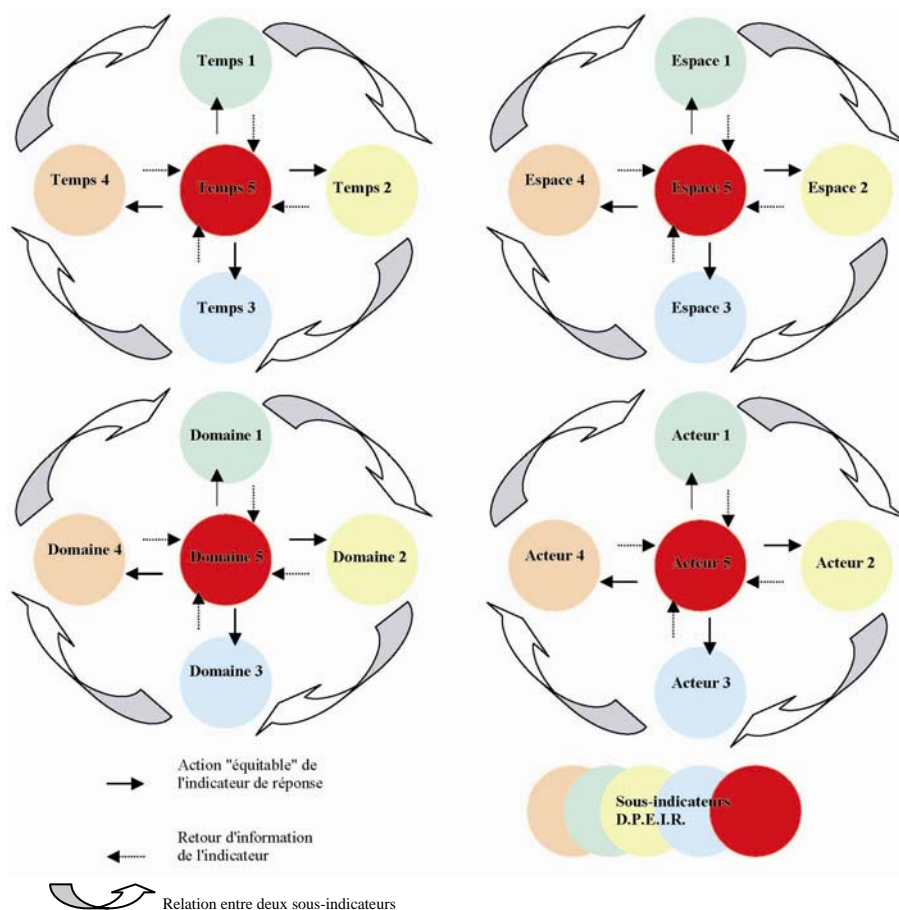 Temps 1
Temps 4
Temps 5
Temps 2
Temps 3
Espace 1
Espace 4
Espace 5
Espace 2
Espace 3
Domaine 1
Domaine 4
Domaine 5
Domaine 2
Domaine 3
Acteur 1
Acteur 4
Acteur 5
Acteur 2
Acteur 3
Action "équitable" de
l'indicateur de réponse
Sous-indicateurs
D.P.E.I.R.
Retour d'information
de l'indicateur
Relation entre deux sous-indicateurs